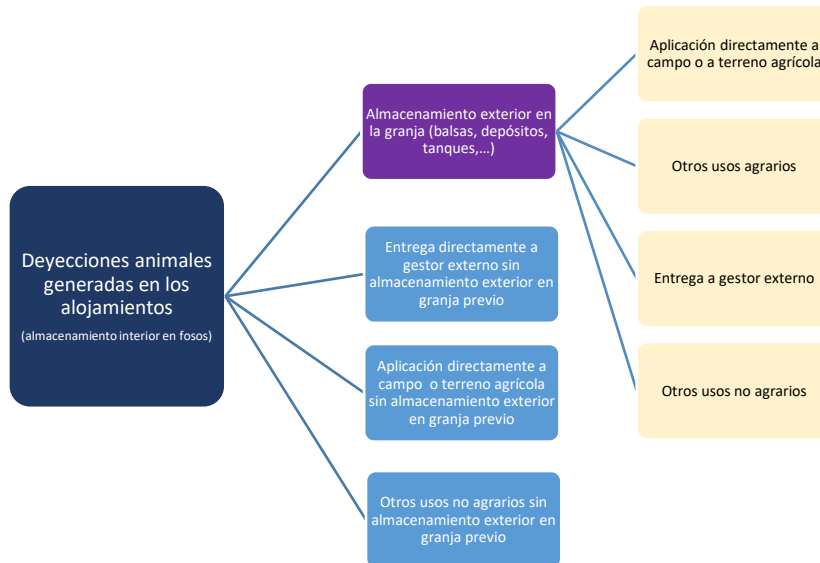 Deyecciones animales
generadas en los
alojamientos
(almacenamiento interior en fosos)
Almacenamiento exterior en
la granja (balsas, depósitos,
tanques,...)
Entrega directamente a
gestor externo sin
almacenamiento exterior en
granja previo
Aplicación directamente a
campo o terreno agrícola
sin almacenamiento exterior
en granja previo
Otros usos no agrarios sin
almacenamiento exterior en
granja previo
Aplicación directamente a
campo o a terreno agrícola
Otros usos agrarios
Entrega a gestor externo
Otros usos no agrarios